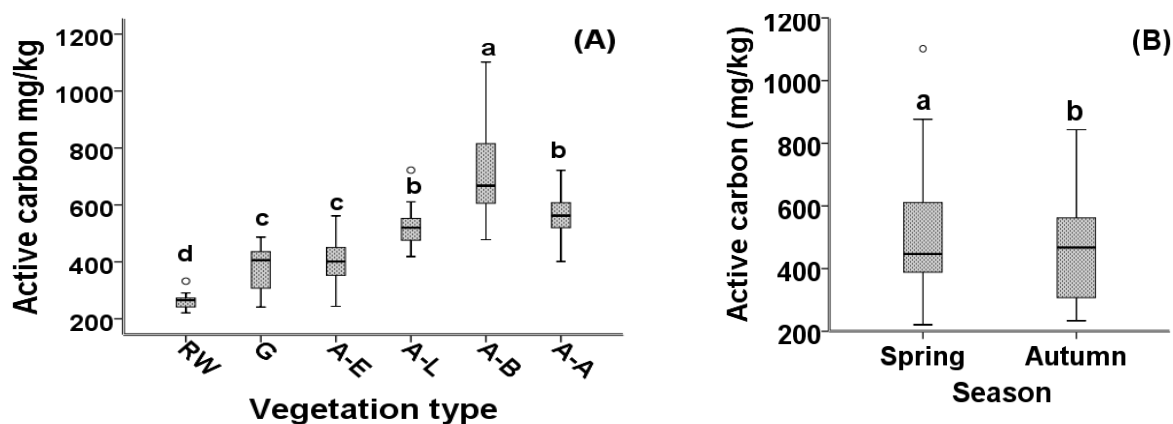 Active carbon mg/kg
1200
1000
800
600
400
200
(A)
d
c
c
b
a
b
RW
G
A-E
A-L
A-B
A-A
Vegetation type
Active carbon (mg/kg)
1200
1000
800
600
400
200
(B)
a
b
Spring
Autumn
Season